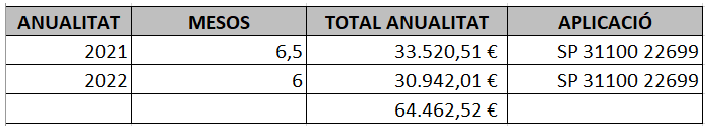 ANUALITAT MESOS TOTAL ANUALITAT APLICACIÓ
2021 6,5 33.520,51 € SP 31100 22699
2022 6 30.942,01 € SP 31100 22699
64.462,52 €